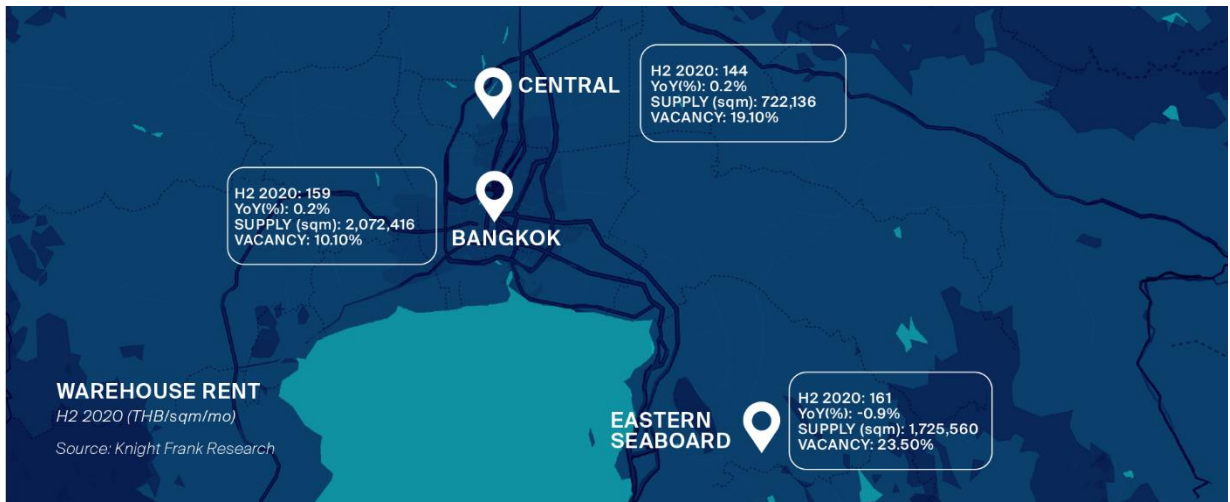 CENTRAL
H2 2020: 144
YoY(%): 0.2%
SUPPLY (sqm): 722,136
VACANCY: 19.10%
H2 2020: 159
YoY(%): 0.2%
SUPPLY (sqm): 2,072,416
VACANCY: 10.10%
BANGKOK
WAREHOUSE RENT
H2 2020 (THB/sqm/mo)
Source: Knight Frank Research
EASTERN
SEABOARD
H2 2020: 161
YoY(%): -0.9%
SUPPLY (sqm): 1,725,560
VACANCY: 23.50%